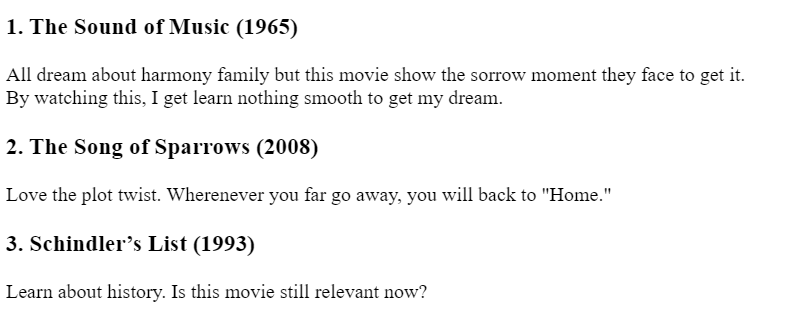 1. The Sound of Music (1965)
All dream about harmony family but this movie show the sorrow moment they face to get it.
By watching this, I get learn nothing smooth to get my dream.
2. The Song of Sparrows (2008)
Love the plot twist. Wherenever you far go away, you will back to "Home."
3. Schindler’s List (1993)
Learn about history. Is this movie still relevant now?